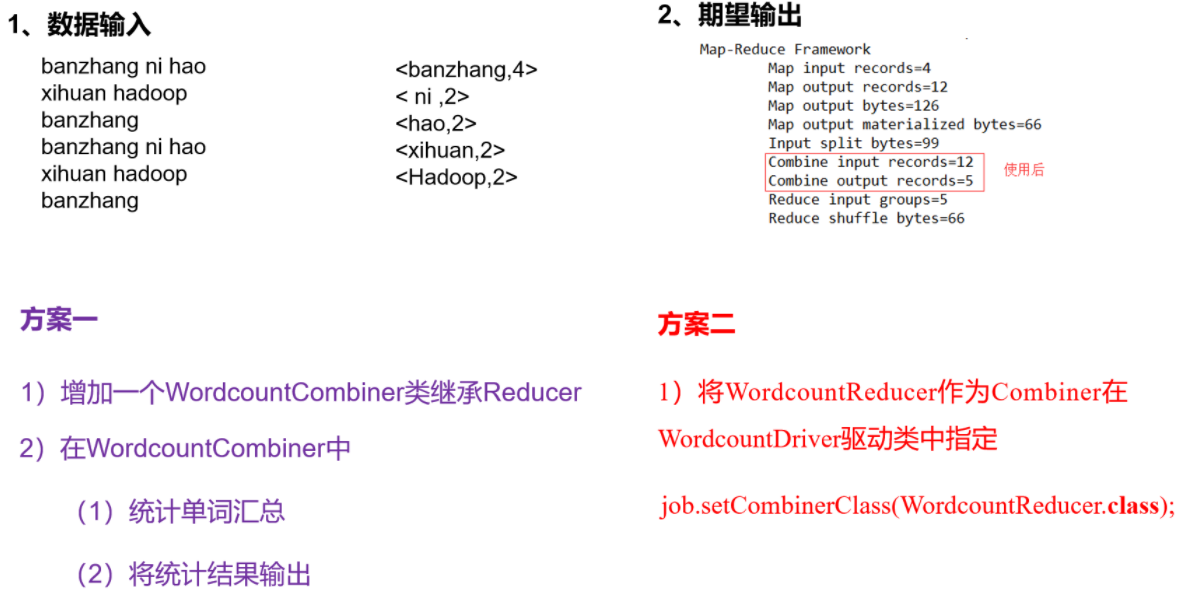 1、数据输入
banzhang ni hao
xihuan hadoop
banzhang
banzhang ni hao
xihuan hadoop
banzhang
<banzhang,4>
< ni ,2>
<hao,2>
<xihuan,2>
<Hadoop,2>
2、期望输出
Map-Reduce Framework
Map input records=4
Map output records=12
Map output bytes=126
Map output materialized bytes=66
Input split bytes=99
Combine input records=12
Combine output records=5
使用后
Reduce input groups=5
Reduce shuffle bytes=66
方案一
1）增加一个WordcountCombiner类继承Reducer
2）在WordcountCombiner中
（1）统计单词汇总
（2）将统计结果输出
方案二
1）将WordcountReducer作为Combiner在
WordcountDriver驱动类中指定
job.setCombinerClass(WordcountReducer.class);